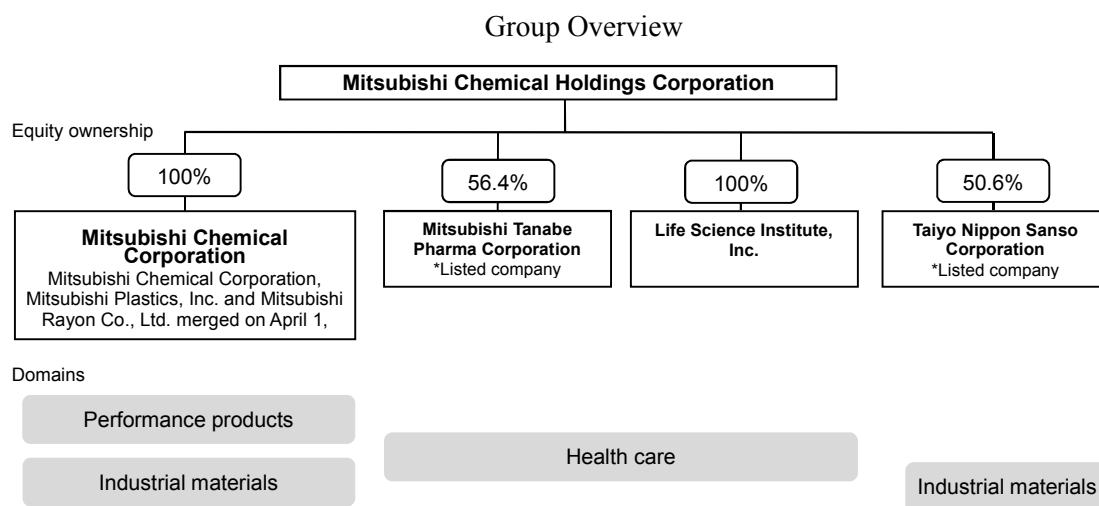 Group Overview
Mitsubishi Chemical Holdings Corporation
Equity ownership
100%
56.4%
100%
50.6%
Mitsubishi Chemical
Corporation
Mitsubishi Chemical Corporation,
Mitsubishi Plastics, Inc. and Mitsubishi
Rayon Co., Ltd. merged on April 1,
Mitsubishi Tanabe
Pharma Corporation
*Listed company
Life Science Institute,
Inc.
Taiyo Nippon Sanso
Corporation
*Listed company
Domains
Performance products
Industrial materials
Health care
Industrial materials